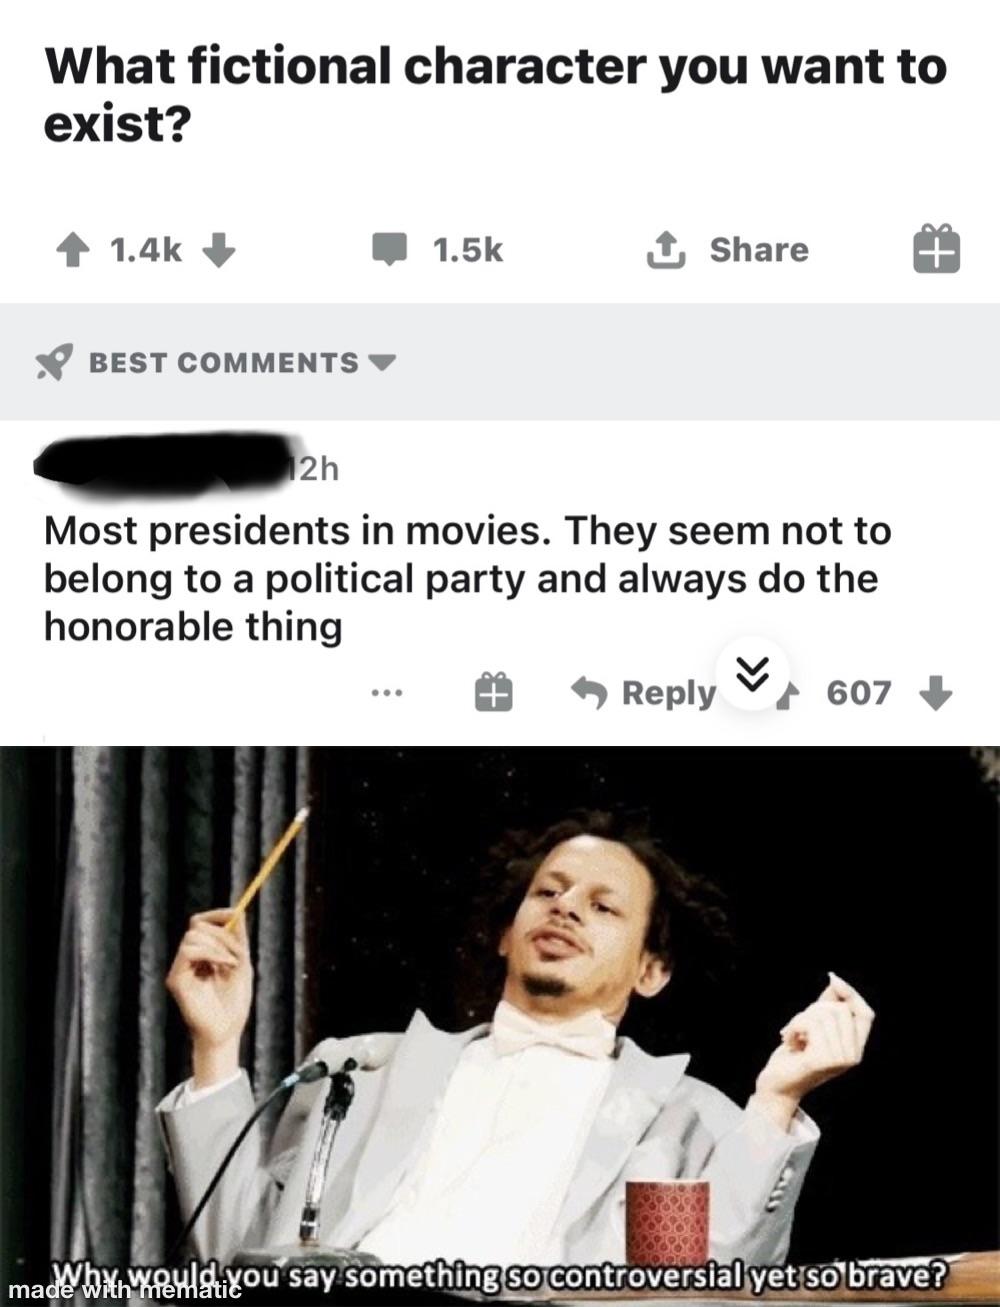 What fictional character you want to
exist?
1.4k 1.5k Share
BEST COMMENTS
12h
Most presidents in movies. They seem not to
belong to a political party and always do the
honorable thing
... Reply 607
Why would you say something so controversial yet so brave?
made with mematic